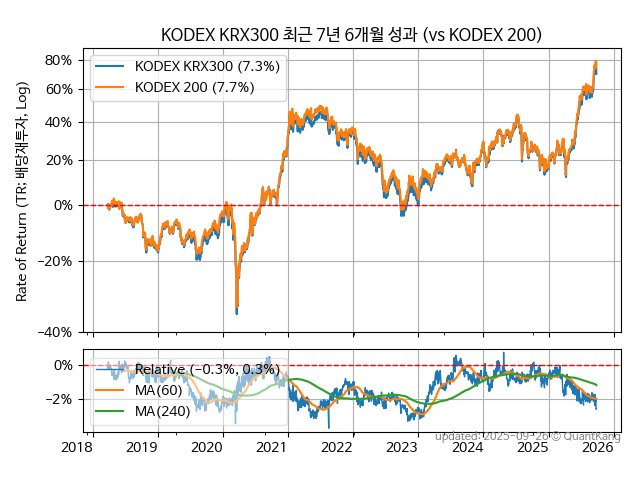 KODEX KRX300 최근 7년 6개월 성과 (vs KODEX 200)
Rate of Return (TR: 배당재투자, Log)
80%
60%
40%
20%
0%
−20%
−40%
KODEX KRX300 (7.3%)
KODEX 200 (7.7%)
0%
−2%
Relative (−0.3%, 0.3%)
MA(60)
MA(240)
2018 2019 2020 2021 2022 2023 2024 2025 2026
updated: 2025-09-26 © QuantKang